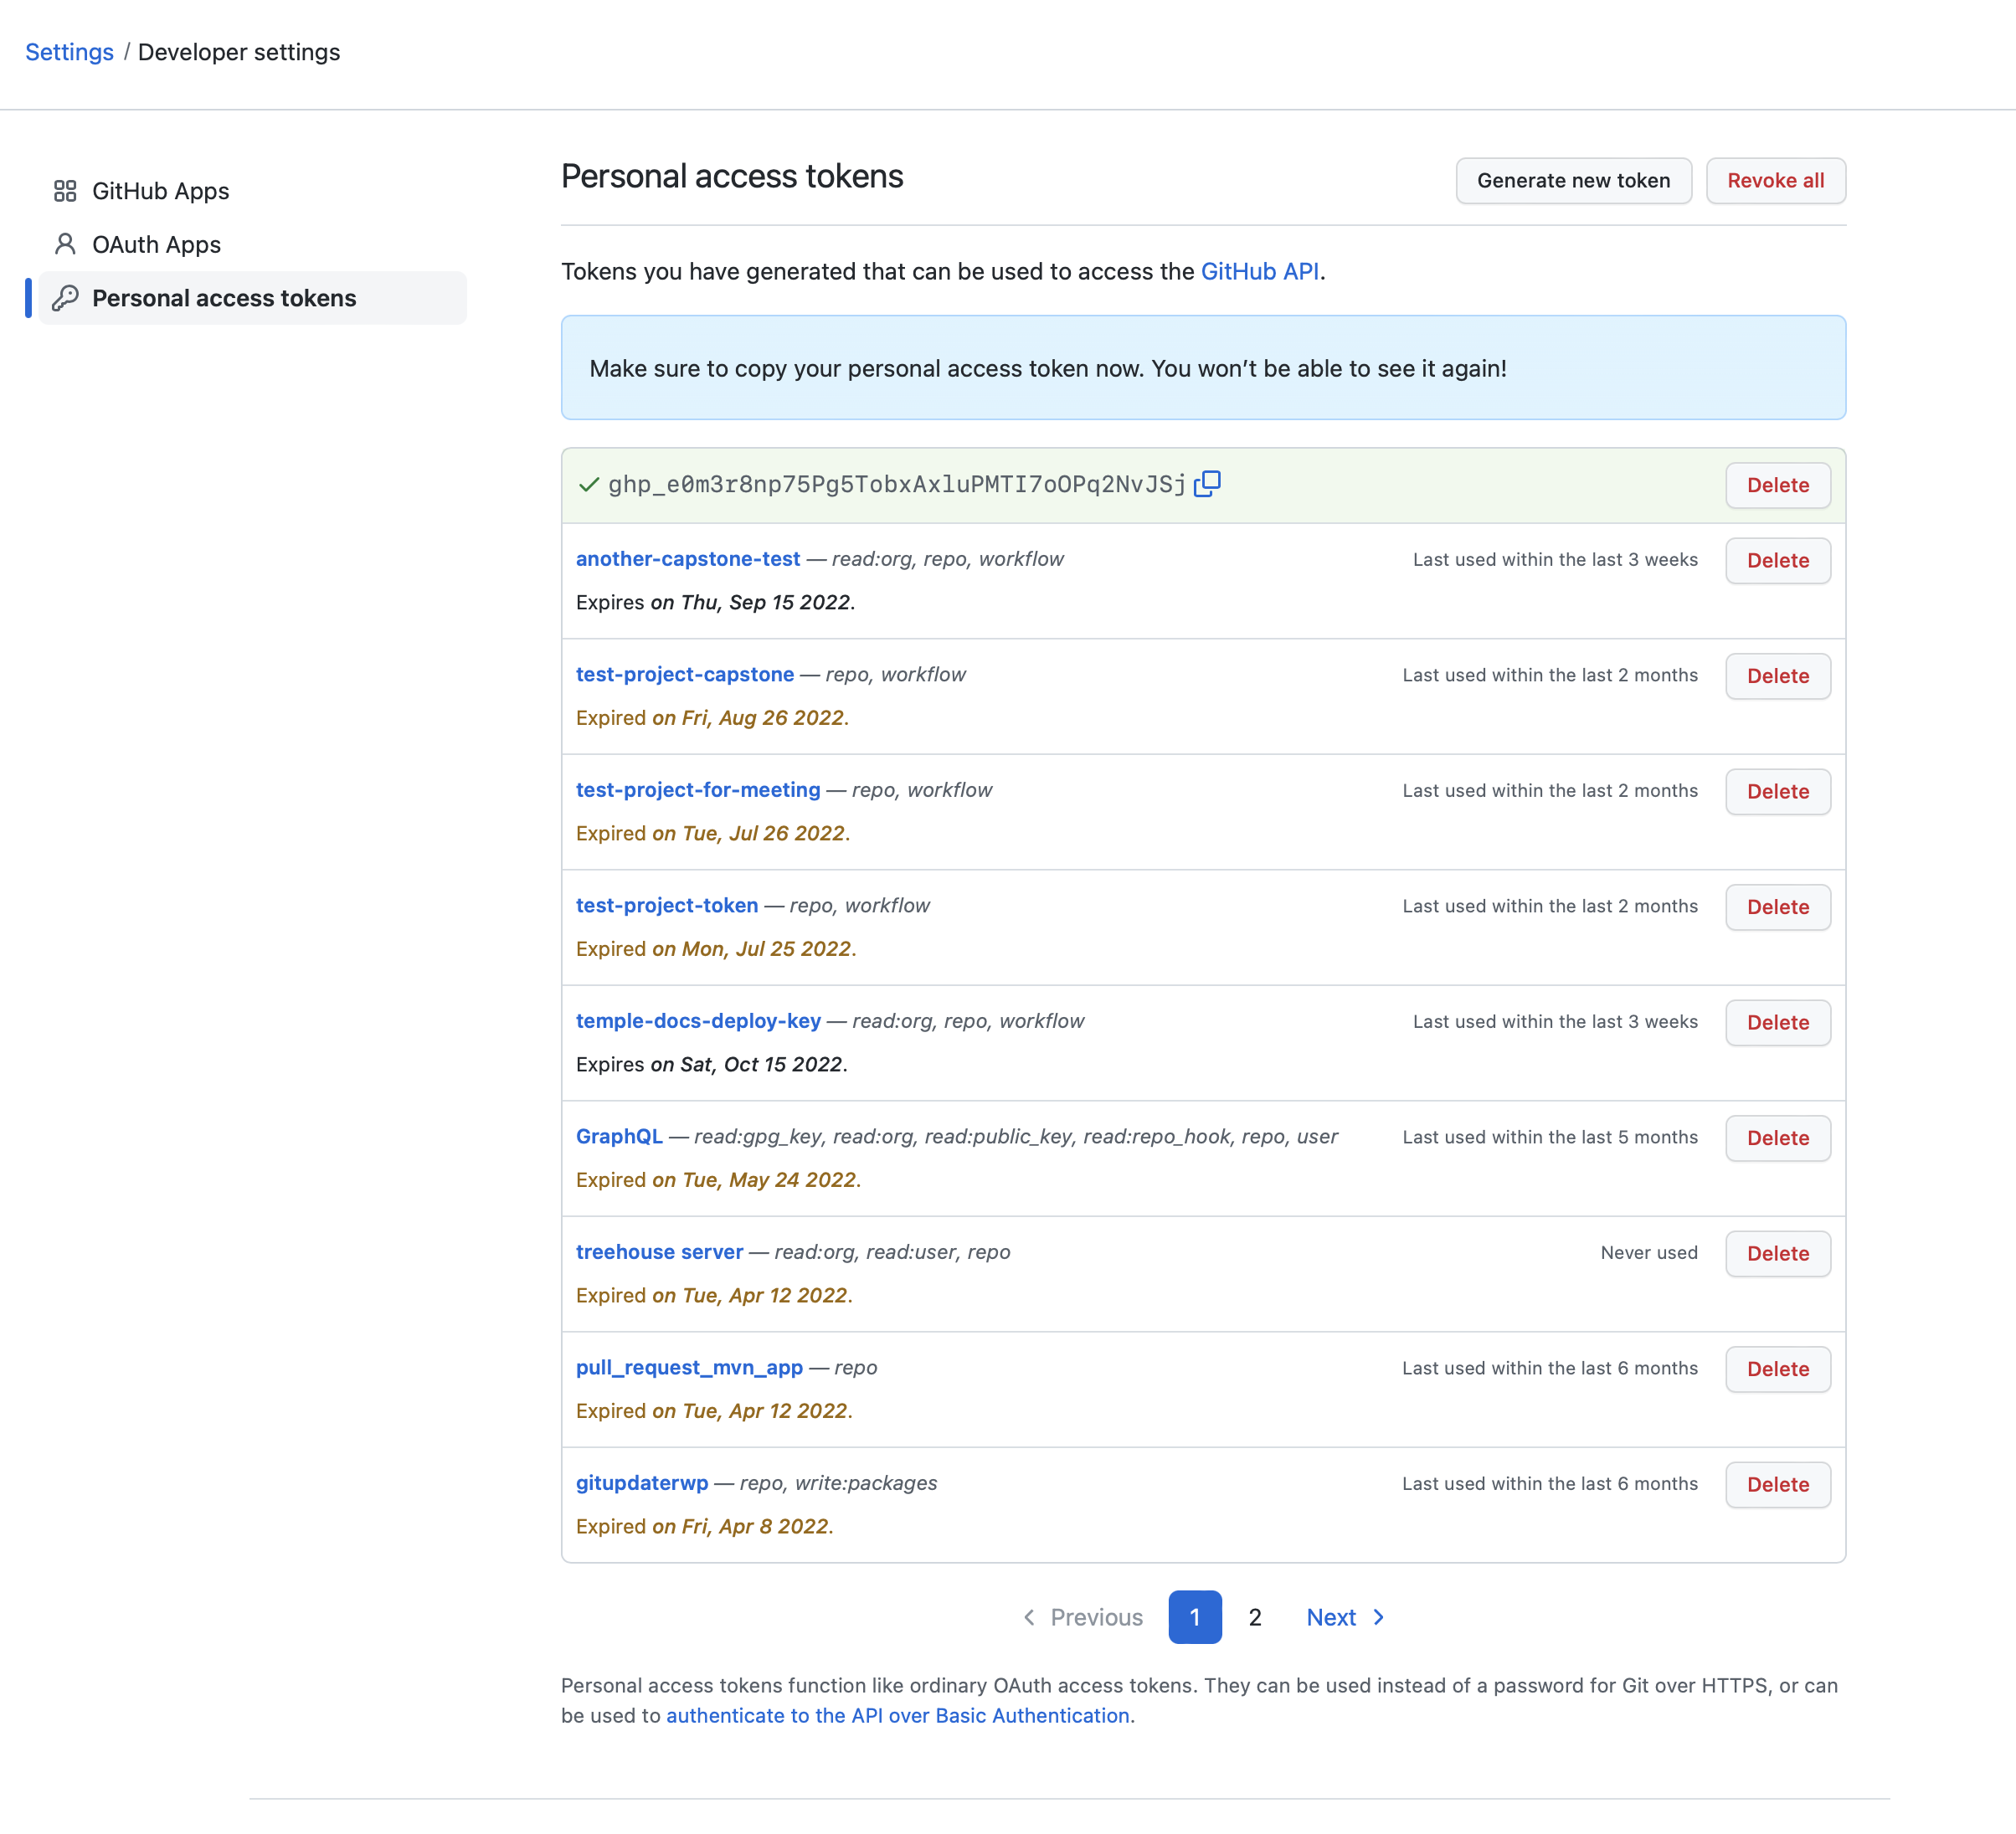 Settings / Developer settings
GitHub Apps
OAuth Apps
Personal access tokens
Personal access tokens
Generate new token
Revoke all
Tokens you have generated that can be used to access the GitHub API.
Make sure to copy your personal access token now. You won’t be able to see it again!
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
Delete
another-capstone-test — read:org, repo, workflow
Last used within the last 3 weeks
Delete
Expires on Thu, Sep 15 2022.
test-project-capstone — repo, workflow
Last used within the last 2 months
Delete
Expired on Fri, Aug 26 2022.
test-project-for-meeting — repo, workflow
Last used within the last 2 months
Delete
Expired on Tue, Jul 26 2022.
test-project-token — repo, workflow
Last used within the last 2 months
Delete
Expired on Mon, Jul 25 2022.
temple-docs-deploy-key — read:org, repo, workflow
Last used within the last 3 weeks
Delete
Expires on Sat, Oct 15 2022.
GraphQL — read:gpg_key, read:org, read:public_key, read:repo_hook, repo, user
Last used within the last 5 months
Delete
Expired on Tue, May 24 2022.
treehouse server — read:org, read:user, repo
Never used
Delete
Expired on Tue, Apr 12 2022.
pull_request_mvn_app — repo
Last used within the last 6 months
Delete
Expired on Tue, Apr 12 2022.
gitupdaterwp — repo, write:packages
Last used within the last 6 months
Delete
Expired on Fri, Apr 8 2022.
Previous 1 2 Next
Personal access tokens function like ordinary OAuth access tokens. They can be used instead of a password for Git over HTTPS, or can
be used to authenticate to the API over Basic Authentication.